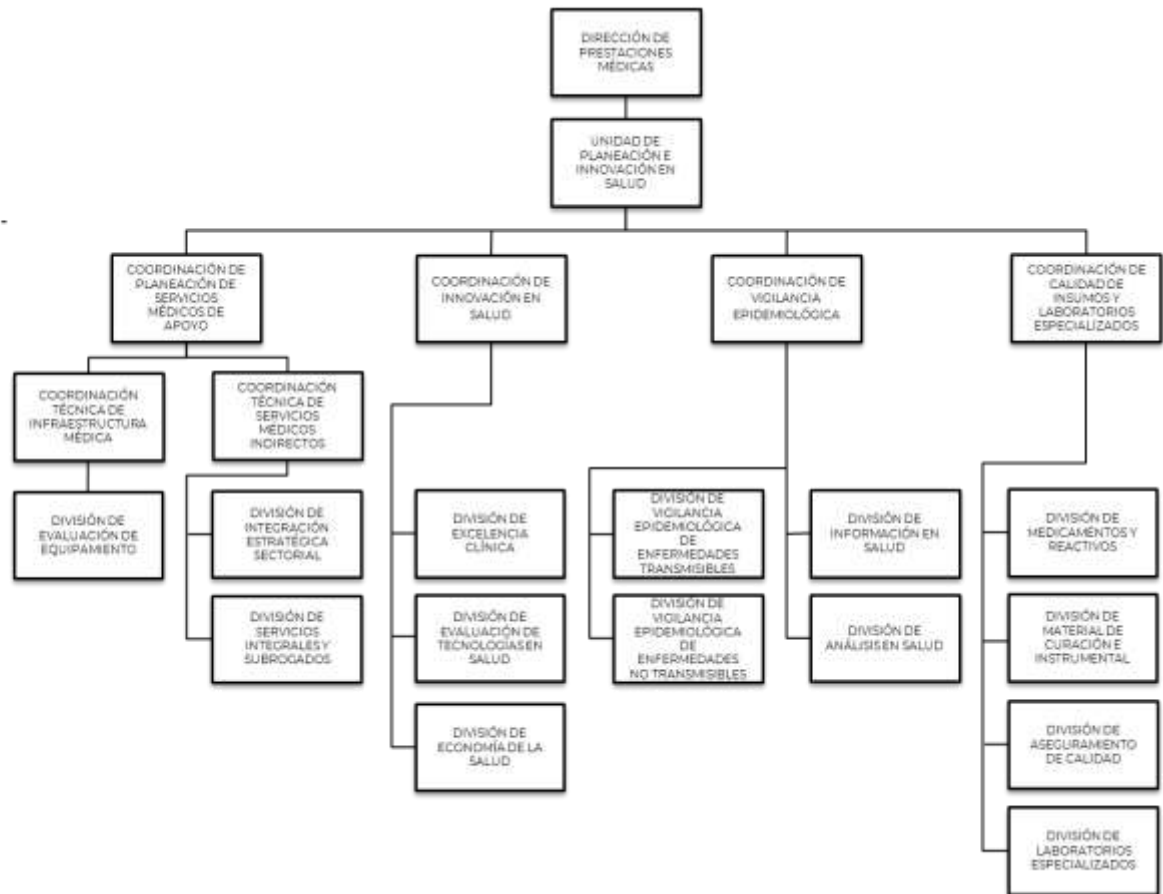 DIRECCIÓN DE
PRESTACIONES
MÉDICAS
UNIDAD DE
PLANEACIÓN E
INNOVACIÓN EN
SALUD
-
COORDINACIÓN DE
PLANEACIÓN DE
SERVICIOS
MÉDICOS DE
APOYO
COORDINACIÓN DE
INNOVACIÓN EN
SALUD
COORDINACIÓN DE
VIGILANCIA
EPIDEMIOLÓGICA
COORDINACIÓN DE
CALIDAD DE
INSUMOS Y
LABORATORIOS
ESPECIALIZADOS
COORDINACIÓN
TÉCNICA DE
INFRAESTRUCTURA
MÉDICA
COORDINACIÓN
TÉCNICA DE
SERVICIOS
MÉDICOS
INDIRECTOS
DIVISIÓN DE
EVALUACIÓN DE
EQUIPAMIENTO
DIVISIÓN DE
INTEGRACIÓN
ESTRATÉGICA
SECTORIAL
DIVISIÓN DE
EXCELENCIA
CLÍNICA
DIVISIÓN DE
VIGILANCIA
EPIDEMIOLÓGICA
DE
ENFERMEDADES
TRANSMISIBLES
DIVISIÓN DE
INFORMACIÓN EN
SALUD
DIVISIÓN DE
MEDICAMENTOS Y
REACTIVOS
DIVISIÓN DE
SERVICIOS
INTEGRALES Y
SUBROGADOS
DIVISIÓN DE
EVALUACIÓN DE
TECNOLOGÍAS EN
SALUD
DIVISIÓN DE
VIGILANCIA
EPIDEMIOLÓGICA
DE
ENFERMEDADES
NO TRANSMISIBLES
DIVISIÓN DE
ANÁLISIS EN SALUD
DIVISIÓN DE
MATERIAL DE
CURACIÓN E
INSTRUMENTAL
DIVISIÓN DE
ECONOMÍA DE LA
SALUD
DIVISIÓN DE
ASEGURAMIENTO
DE CALIDAD
DIVISIÓN DE
LABORATORIOS
ESPECIALIZADOS